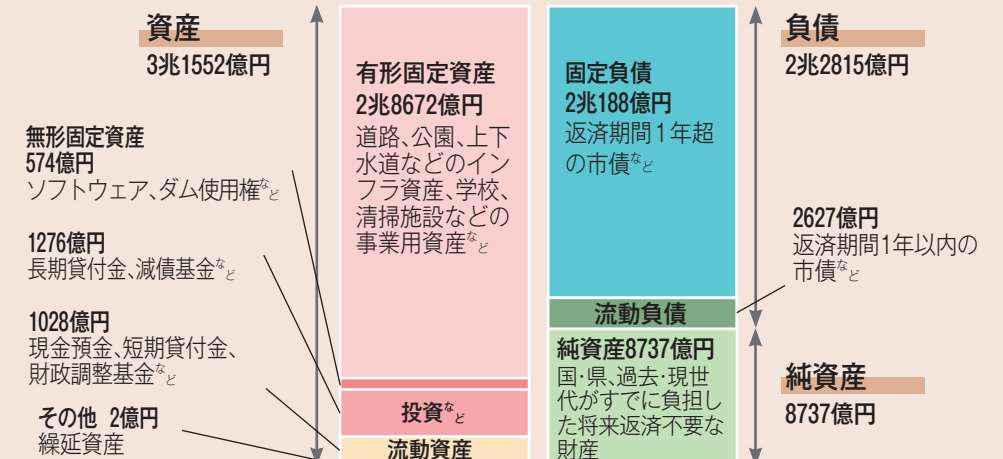 資産
3兆1552億円
無形固定資産
574億円
ソフトウェア、ダム使用権など
1276億円
長期貸付金、減債基金など
1028億円
現金預金、短期貸付金、
財政調整基金など
その他 2億円
繰延資産
有形固定資産
2兆8672億円
道路、公園、上下
水道などのイン
フラ資産、学校、
清掃施設などの
事業用資産など
投資など
流動資産
固定負債
2兆188億円
返済期間1年超
の市債など
流動負債
純資産8737億円
国・県、過去・現世
代がすでに負担し
た将来返済不要な
財産
負債
2兆2815億円
2627億円
返済期間1年以内の
市債など
純資産
8737億円